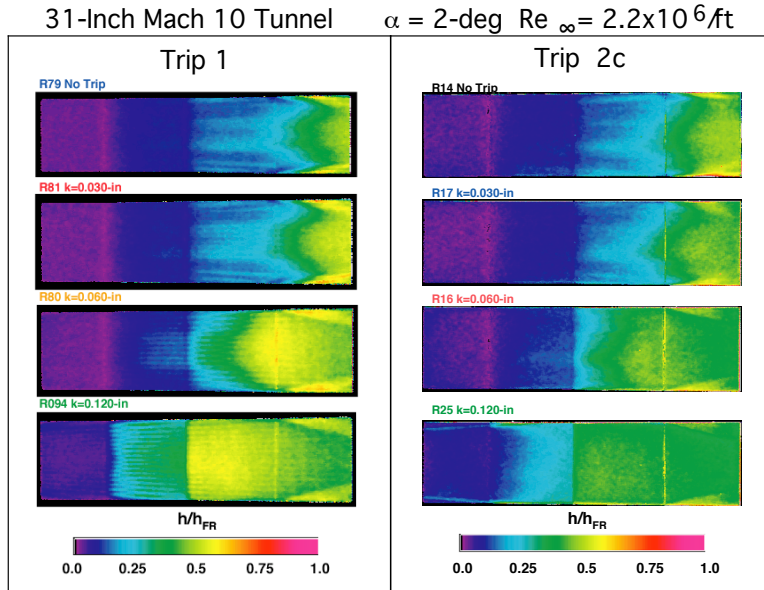 31-Inch Mach 10 Tunnel α = 2-deg Re ∞ = 2.2x10 6/ft
Trip 1
R79 No Trip
R81 k=0.030-in
R80 k=0.060-in
R094 k=0.120-in
h/hFR
0.0 0.25 0.5 0.75 1.0
Trip 2c
R14 No Trip
R17 k=0.030-in
R16 k=0.060-in
R25 k=0.120-in
h/hFR
0.0 0.25 0.5 0.75 1.0